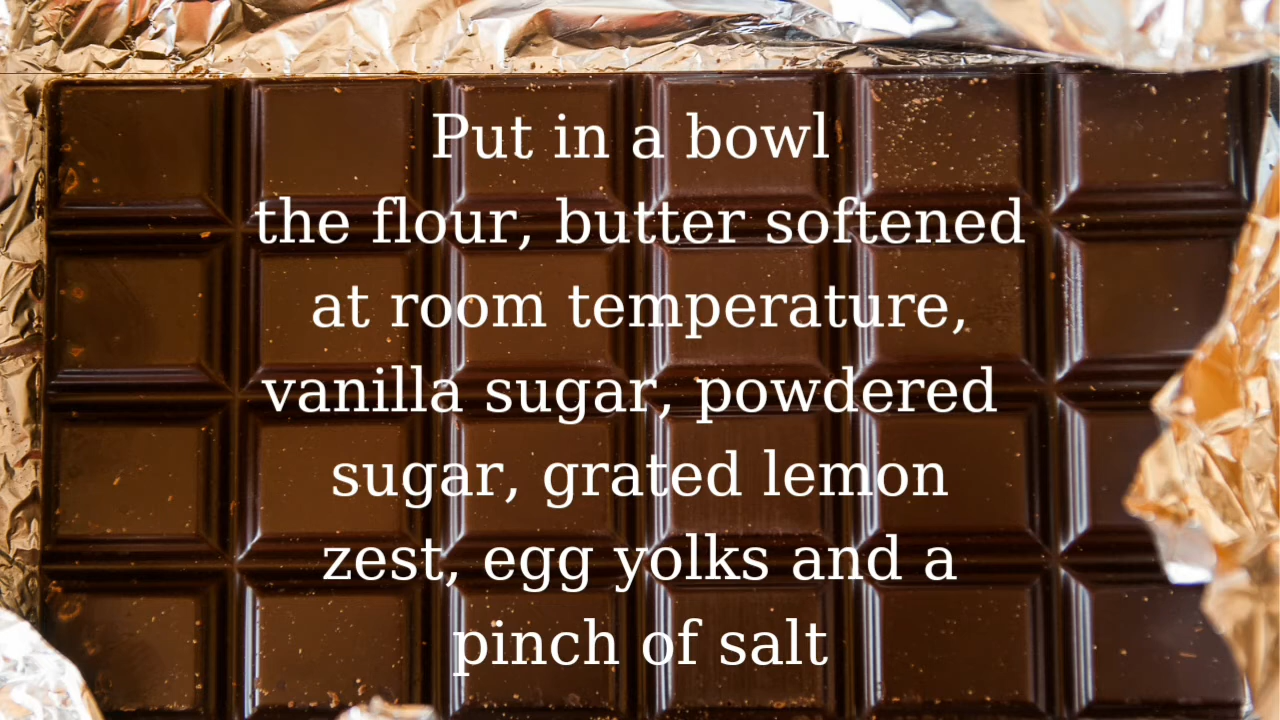 Put in a bowl
the flour, butter softened
at room temperature,
vanilla sugar, powdered
sugar, grated lemon
zest, egg yolks and a
pinch of salt